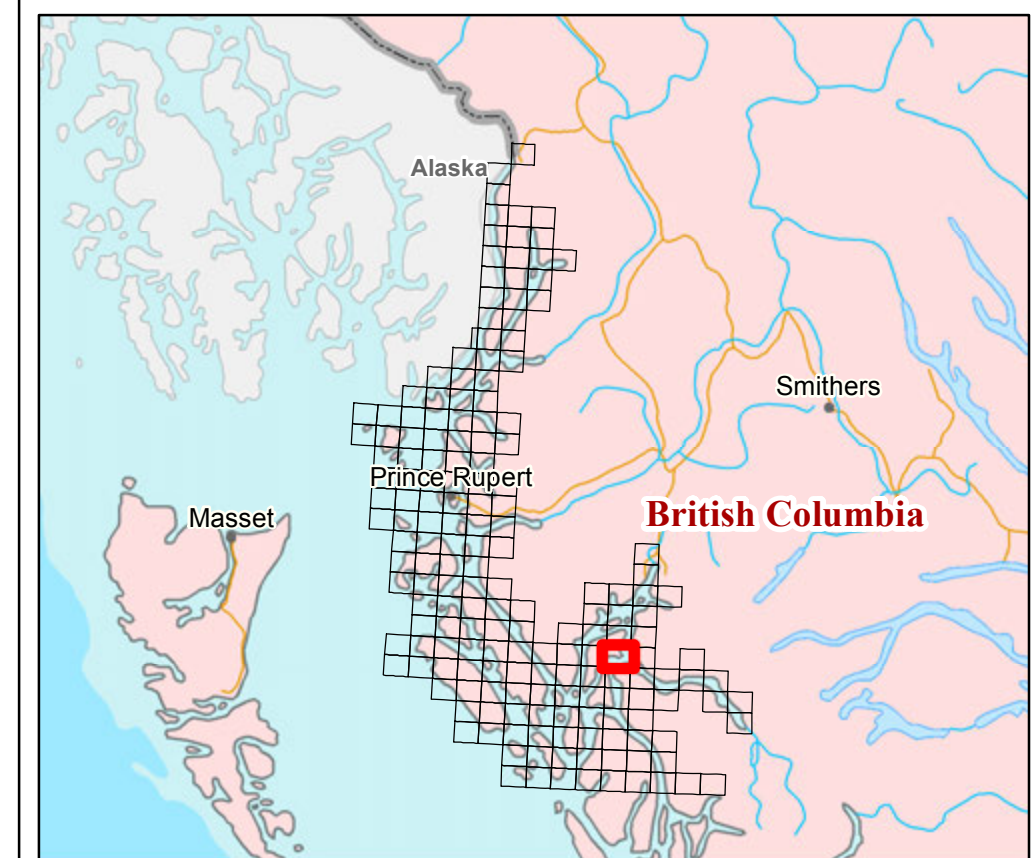 Alaska
Smithers
Prince Rupert
British Columbia
Masset